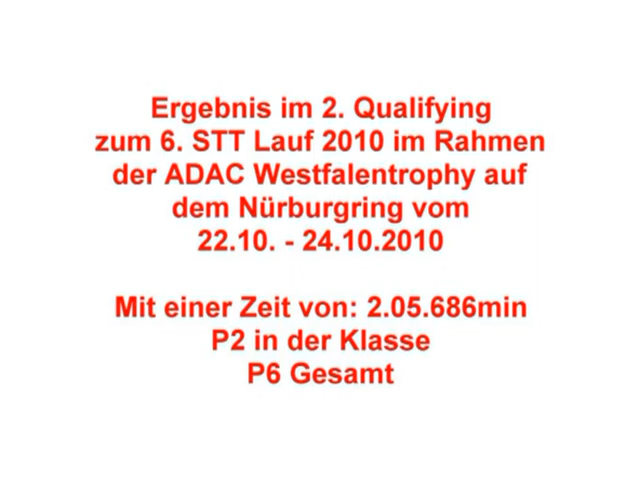 Ergebnis im 2. Qualifying
zum 6. STT Lauf 2010 im Rahmen
der ADAC Westfalentrophy auf
dem Nürburgring vom
22.10. - 24.10.2010
Mit einer Zeit von: 2.05.686min
P2 in der Klasse
P6 Gesamt